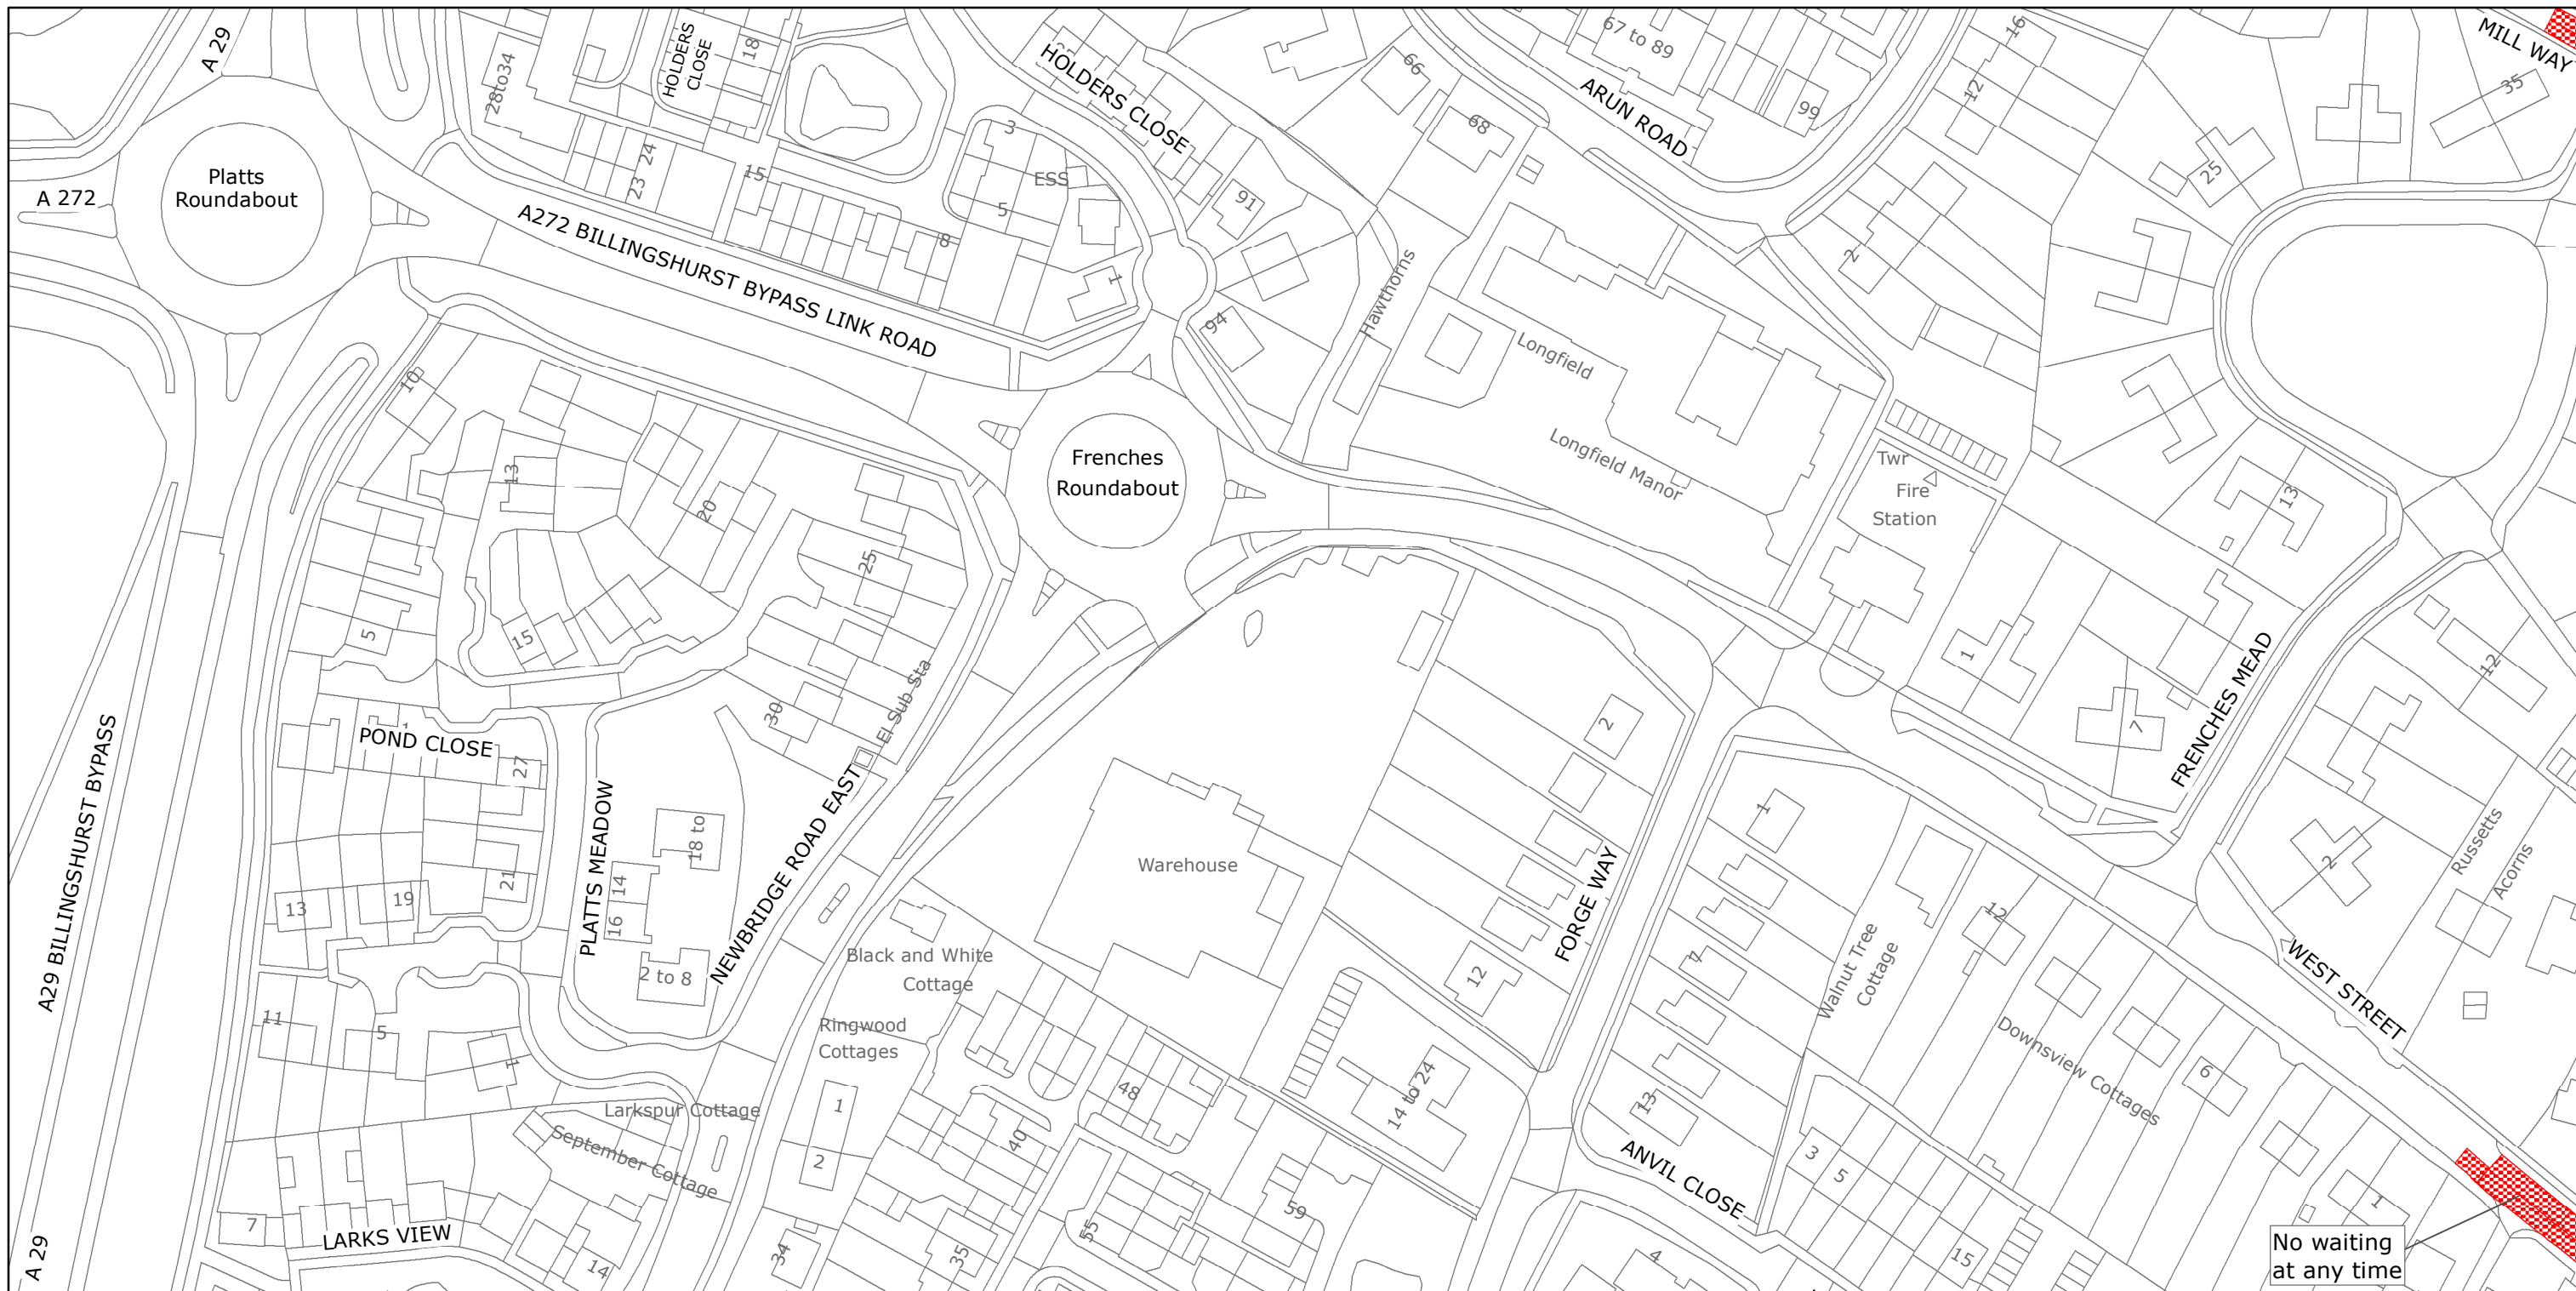 A 29
28to34
HOLDERS
CLOSE
18
HOLDERS CLOSE
66
67 to 89
ARUN ROAD
99
16
12
MILL WAY
35
68
3
24
23
15
ESS
5
91
25
Platts
Roundabout
A 272
A272 BILLINGSHURST BYPASS LINK ROAD
8
1
94
Hawthorns
2
Longfield
Longfield Manor
10
13
20
25
Frenches
Roundabout
Twr
Fire
Station
13
5
15
30
El Sub Sta
1
7
12
FRENCHES MEAD
2
POND CLOSE
1
27
PLATTS MEADOW
18 to
NEWBRIDGE ROAD EAST
Warehouse
FORGE WAY
1
2
Russetts
Acorns
A29 BILLINGSHURST BYPASS
13
19
21
14
16
2 to 8
Black and White
Cottage
12
7
Walnut Tree
Cottage
12
WEST STREET
11
5
1
Ringwood
Cottages
Downsview Cottages
6
Larkspur Cottage
September Cottage
1
2
48
40
14 to 24
13
ANVIL CLOSE
3
5
1
7
LARKS VIEW
14
34
35
55
59
4
15
A 29
No waiting
at any time